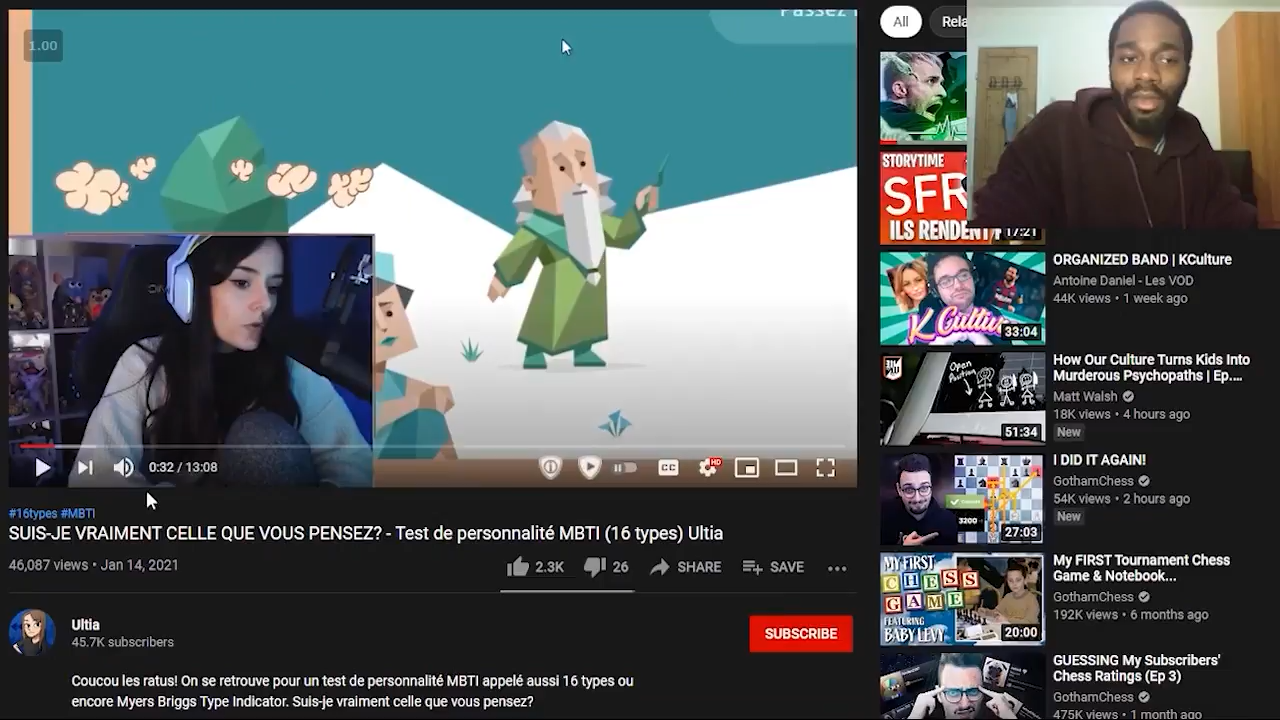 Passez
1.00
0:32 / 13:08
CC
HD
#16types #MBTI
SUIS-JE VRAIMENT CELLE QUE VOUS PENSEZ? - Test de personnalité MBTI (16 types) Ultia
46,087 views • Jan 14, 2021
2.3K
26
SHARE
SAVE
Ultia
45.7K subscribers
SUBSCRIBE
Coucou les ratus! On se retrouve pour un test de personnalité MBTI appelé aussi 16 types ou
encore Myers Briggs Type Indicator. Suis-je vraiment celle que vous pensez?
All
Rela
STORYTIME
SFR
ILS RENDENT
17:21
K Cultu
33:04
ORGANIZED BAND | KCulture
Antoine Daniel - Les VOD
44K views • 1 week ago
Open
Position
51:34
How Our Culture Turns Kids Into
Murderous Psychopaths | Ep....
Matt Walsh
18K views • 4 hours ago
New
3200
27:03
I DID IT AGAIN!
GothamChess
54K views • 2 hours ago
New
MY FIRST
CHESS
GAME
FEATURING
BABY LEVY
20:00
My FIRST Tournament Chess
Game & Notebook...
GothamChess
192K views • 6 months ago
GUESSING My Subscribers'
Chess Ratings (Ep 3)
GothamChess
475K views • 1 month ago